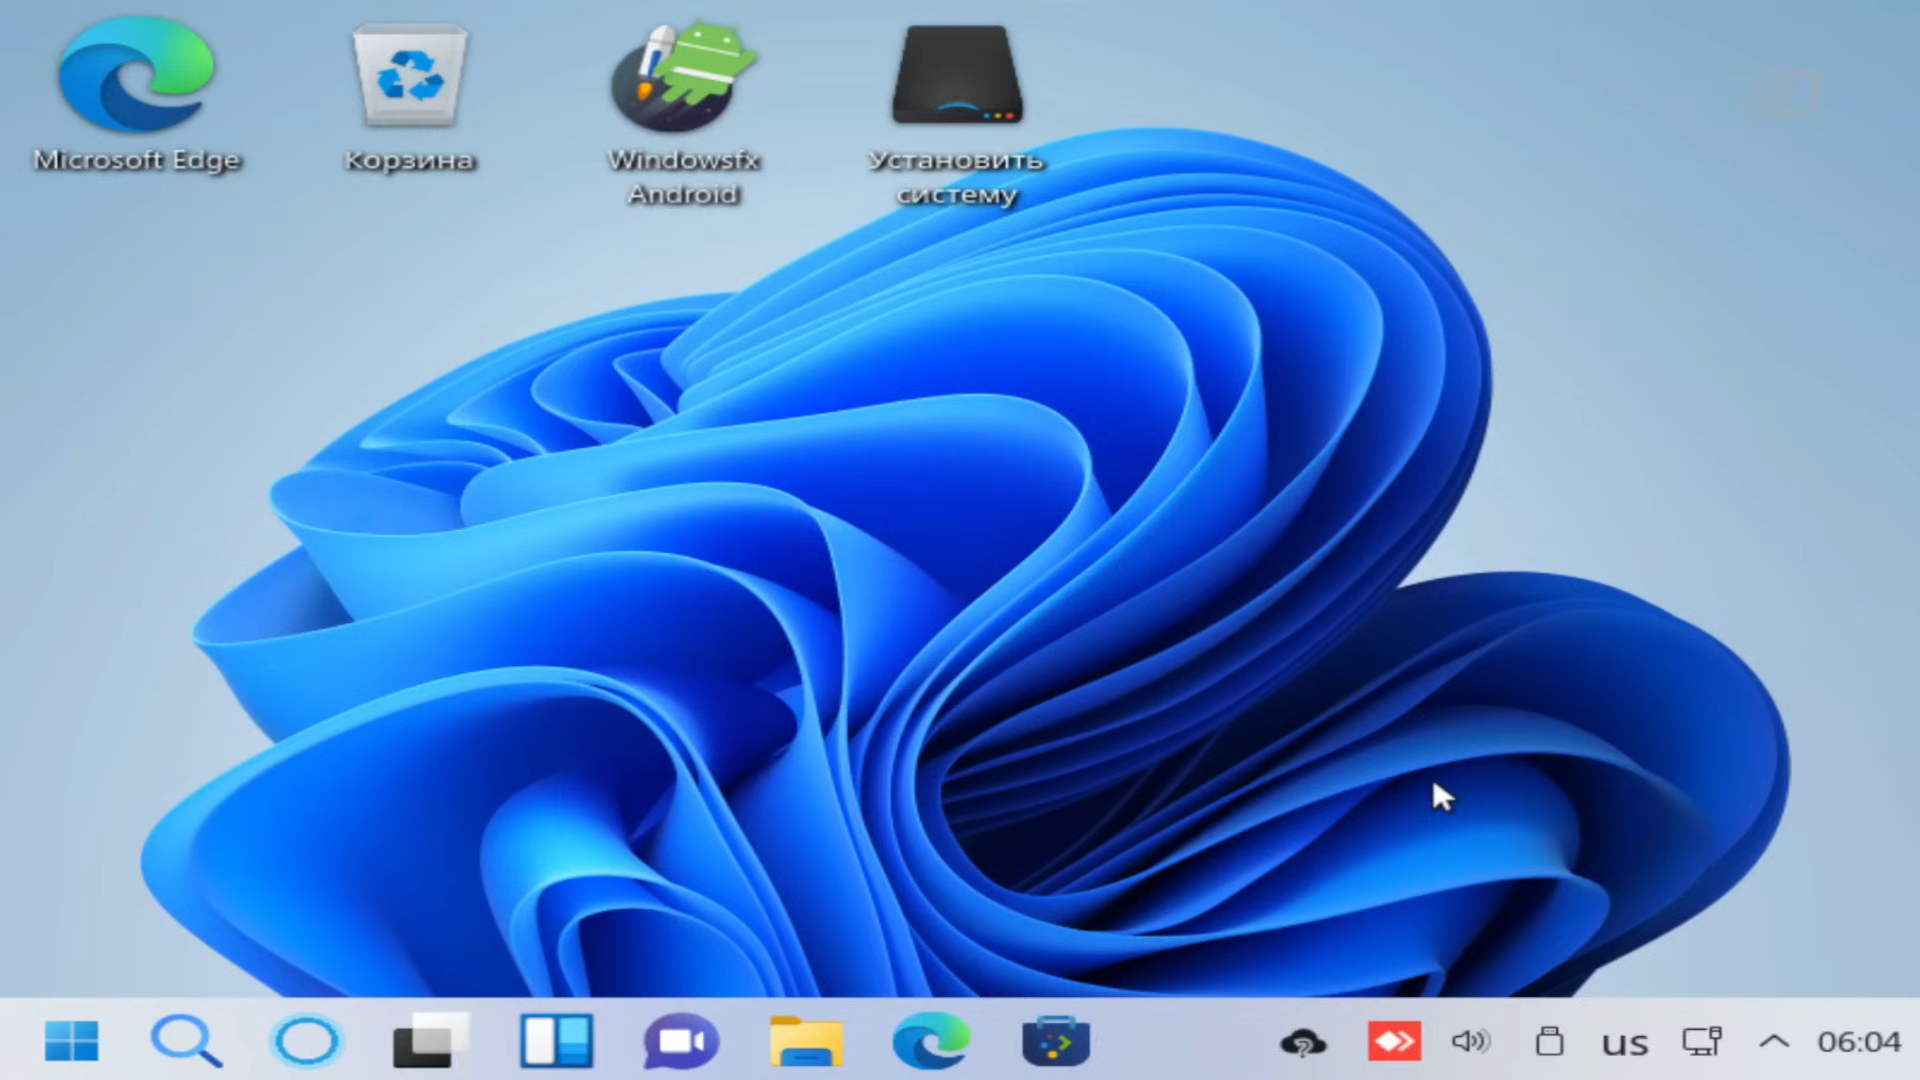 Microsoft Edge
Корзина
Windowsfx
Android
Установить
систему
us
06:04